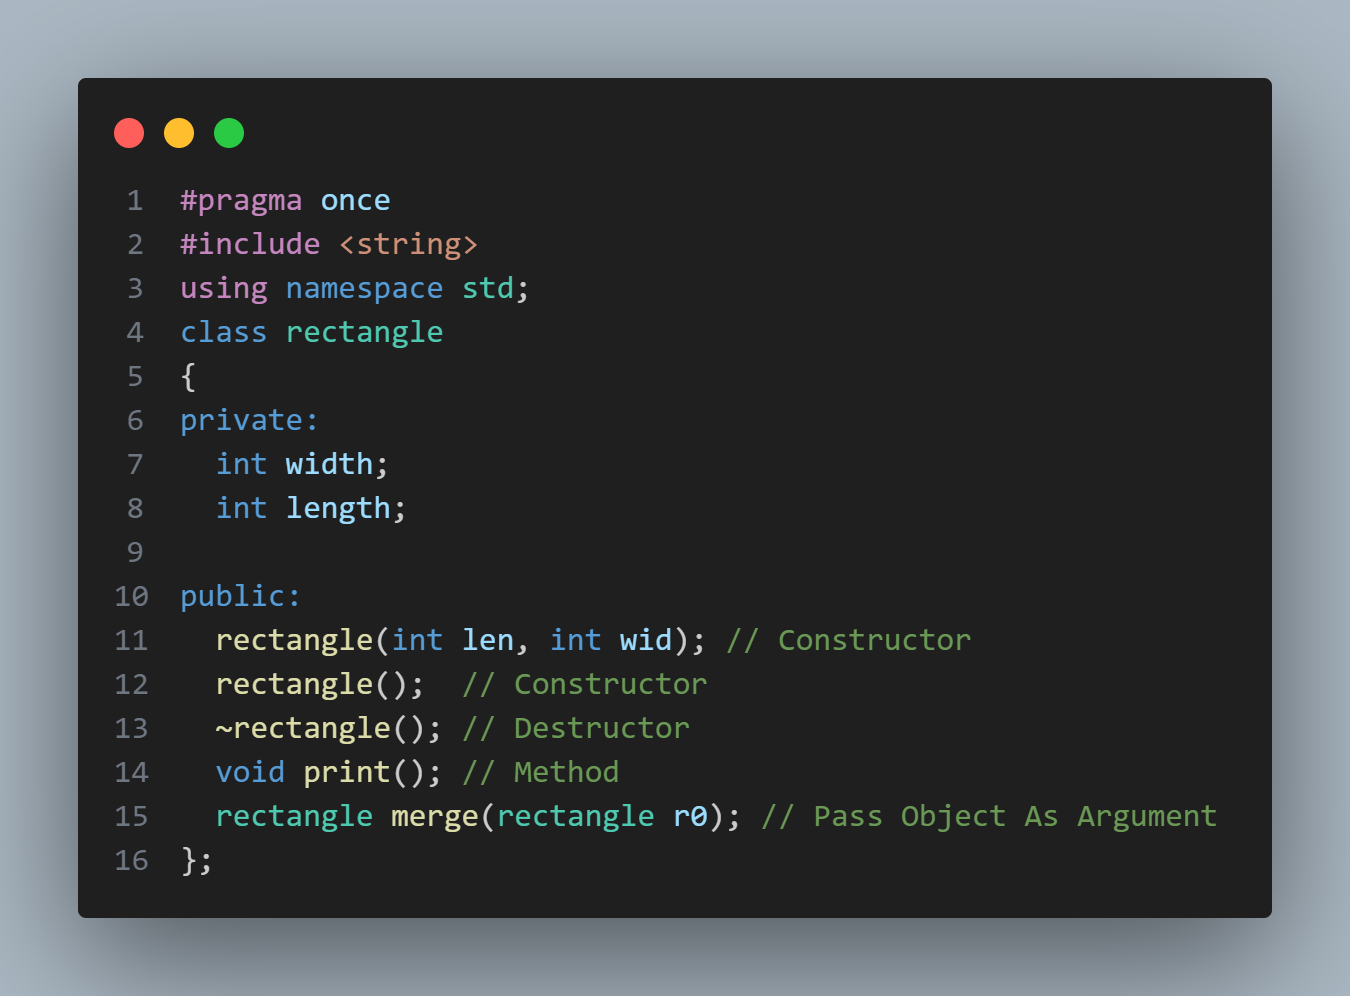 1 #pragma once
2 #include <string>
3 using namespace std;
4 class rectangle
5 {
6 private:
7   int width;
8   int length;
9
10 public:
11   rectangle(int len, int wid); // Constructor
12   rectangle();  // Constructor
13   ~rectangle(); // Destructor
14   void print(); // Method
15   rectangle merge(rectangle r0); // Pass Object As Argument
16 };